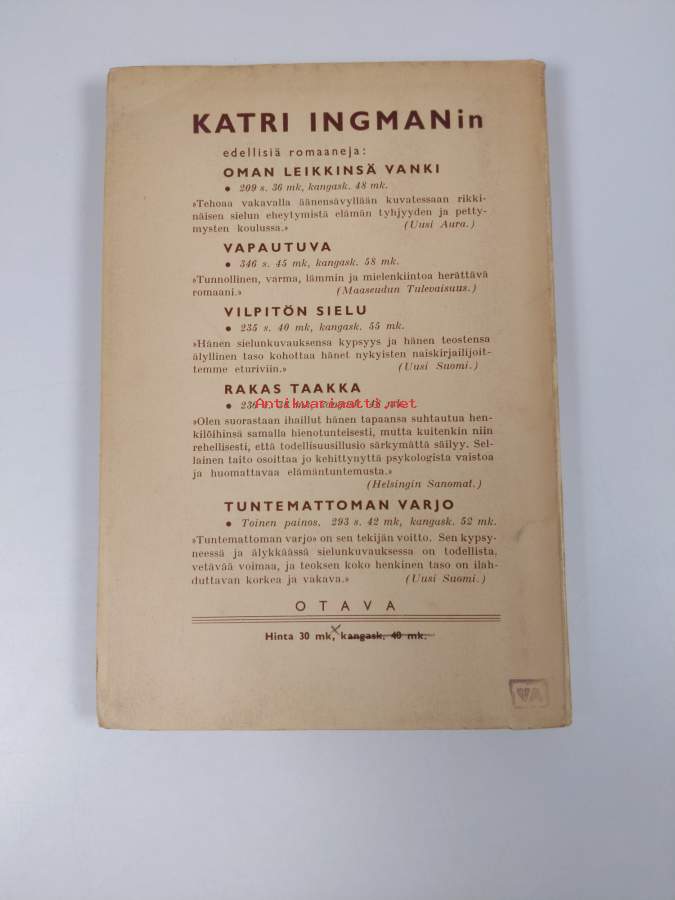 KATRI INGMANin
edellisiä romaaneja:
OMAN LEIKKINSÄ VANKI
• 209 s. 36 mk, kangask. 48 mk.
»Tehoaa vakavalla äänensävyllään kuvatessaan rikki-
näisen sielun eheytymistä elämän tyhjyyden ja petty-
mysten koulussa.» (Uusi Aura.)
VAPAUTUVA
• 346 s. 45 mk, kangask. 58 mk.
»Tunnollinen, varma, lämmin ja mielenkiintoa herättävä
romaani.» (Maaseudun Tulevaisuus.)
VILPITÖN SIELU
• 235 s. 40 mk, kangask. 55 mk.
»Hänen sielunkuvauksensa kypsyys ja hänen teostensa
älyllinen taso kohottaa hänet nykyisten naiskirjailijoit-
temme eturiviin.» (Uusi Suomi.)
RAKAS TAAKKA
Antikvariaatti.net
»Olen suorastaan ihaillut hänen tapaansa suhtautua hen-
kilöihinsä samalla hienotunteisesti, mutta kuitenkin niin
rehellisesti, että todellisuusillusio särkymättä säilyy. Sel-
lainen taito osoittaa jo kehittynyttä psykologista vaistoa
ja huomattavaa elämäntuntemusta.»
(Helsingin Sanomat.)
TUNTEMATTOMAN VARJO
• Toinen painos. 293 s. 42 mk, kangask. 52 mk.
»Tuntemattoman varjo» on sen tekijän voitto. Sen kypsy-
neessä ja älykkäässä sielunkuvauksessa on todellista,
vetävää voimaa, ja teoksen koko henkinen taso on ilah-
duttavan korkea ja vakava.» (Uusi Suomi.)
OTAVA
Hinta 30 mk, kangask. 40 mk.